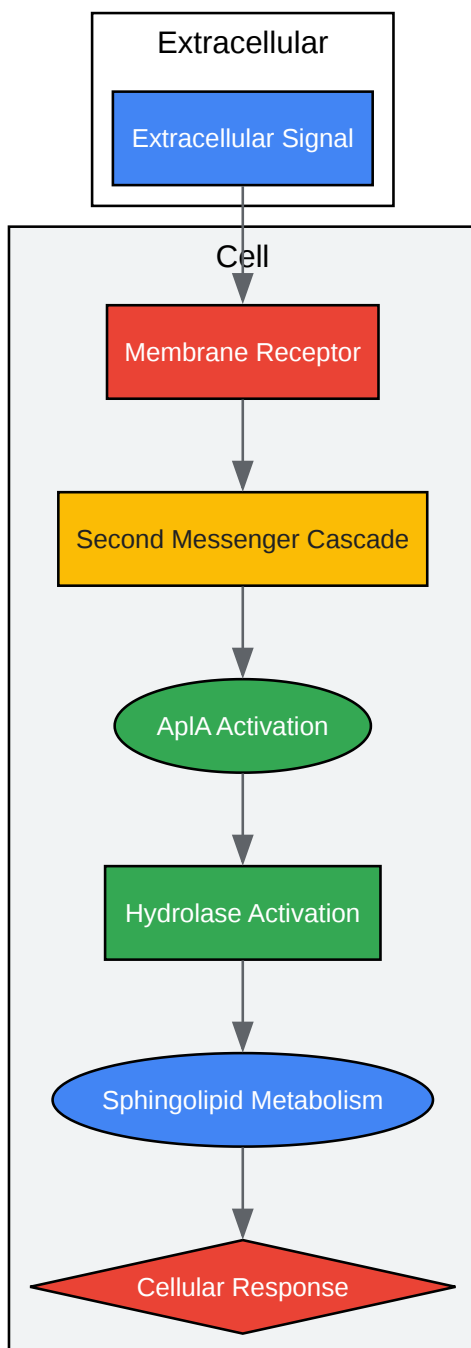 Extracellular
Extracellular Signal
Cell
Membrane Receptor
Second Messenger Cascade
AplA Activation
Hydrolase Activation
Sphingolipid Metabolism
Cellular Response